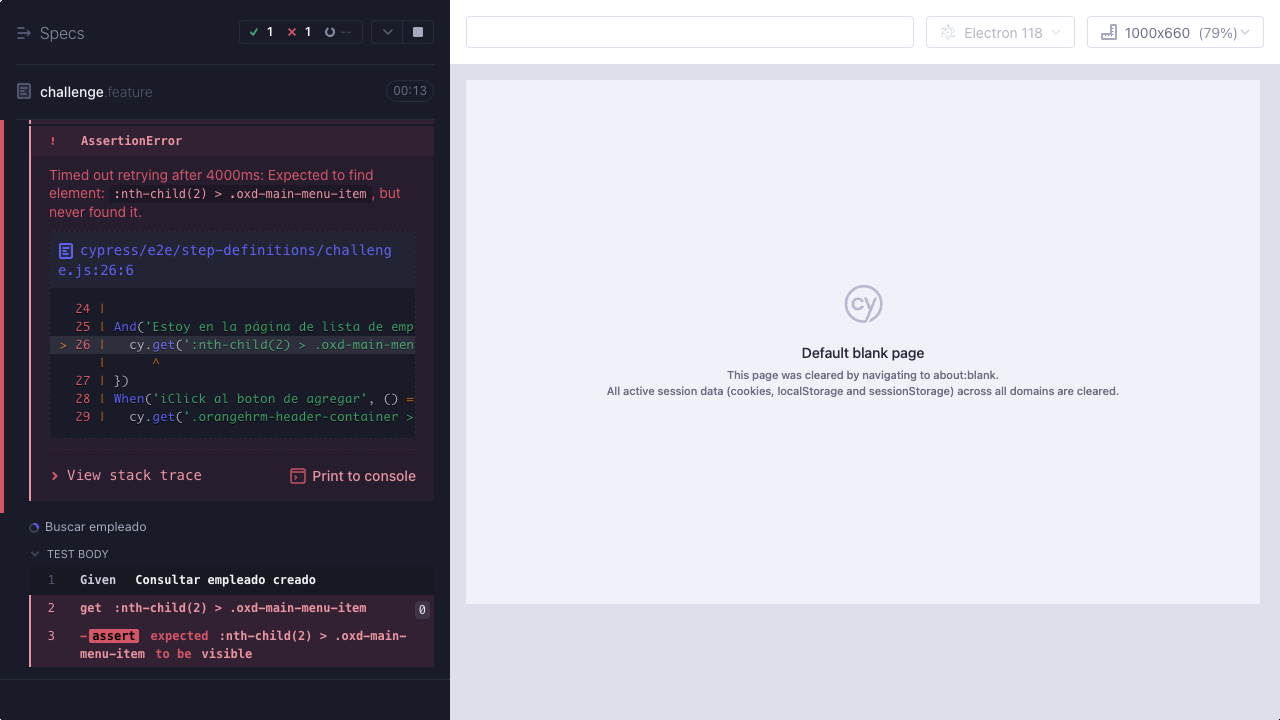 Specs
1
1
--
challenge.feature
00:13
! AssertionError
Timed out retrying after 4000ms: Expected to find
element: :nth-child(2) > .oxd-main-menu-item, but
never found it.
cypress/e2e/step-definitions/challeng
e.js:26:6
24 |
25 | And('Estoy en la página de lista de emp
> 26 | cy.get(':nth-child(2) > .oxd-main-men
| ^
27 | })
28 | When('iClick al boton de agregar', () =
29 | cy.get('.orangehrm-header-container >
View stack trace
Print to console
Buscar empleado
TEST BODY
1 Given Consultar empleado creado
2 get :nth-child(2) > .oxd-main-menu-item 0
3 -assert expected :nth-child(2) > .oxd-main-
menu-item to be visible
Electron 118
1000x660 (79%)
cy
Default blank page
This page was cleared by navigating to about:blank.
All active session data (cookies, localStorage and sessionStorage) across all domains are cleared.